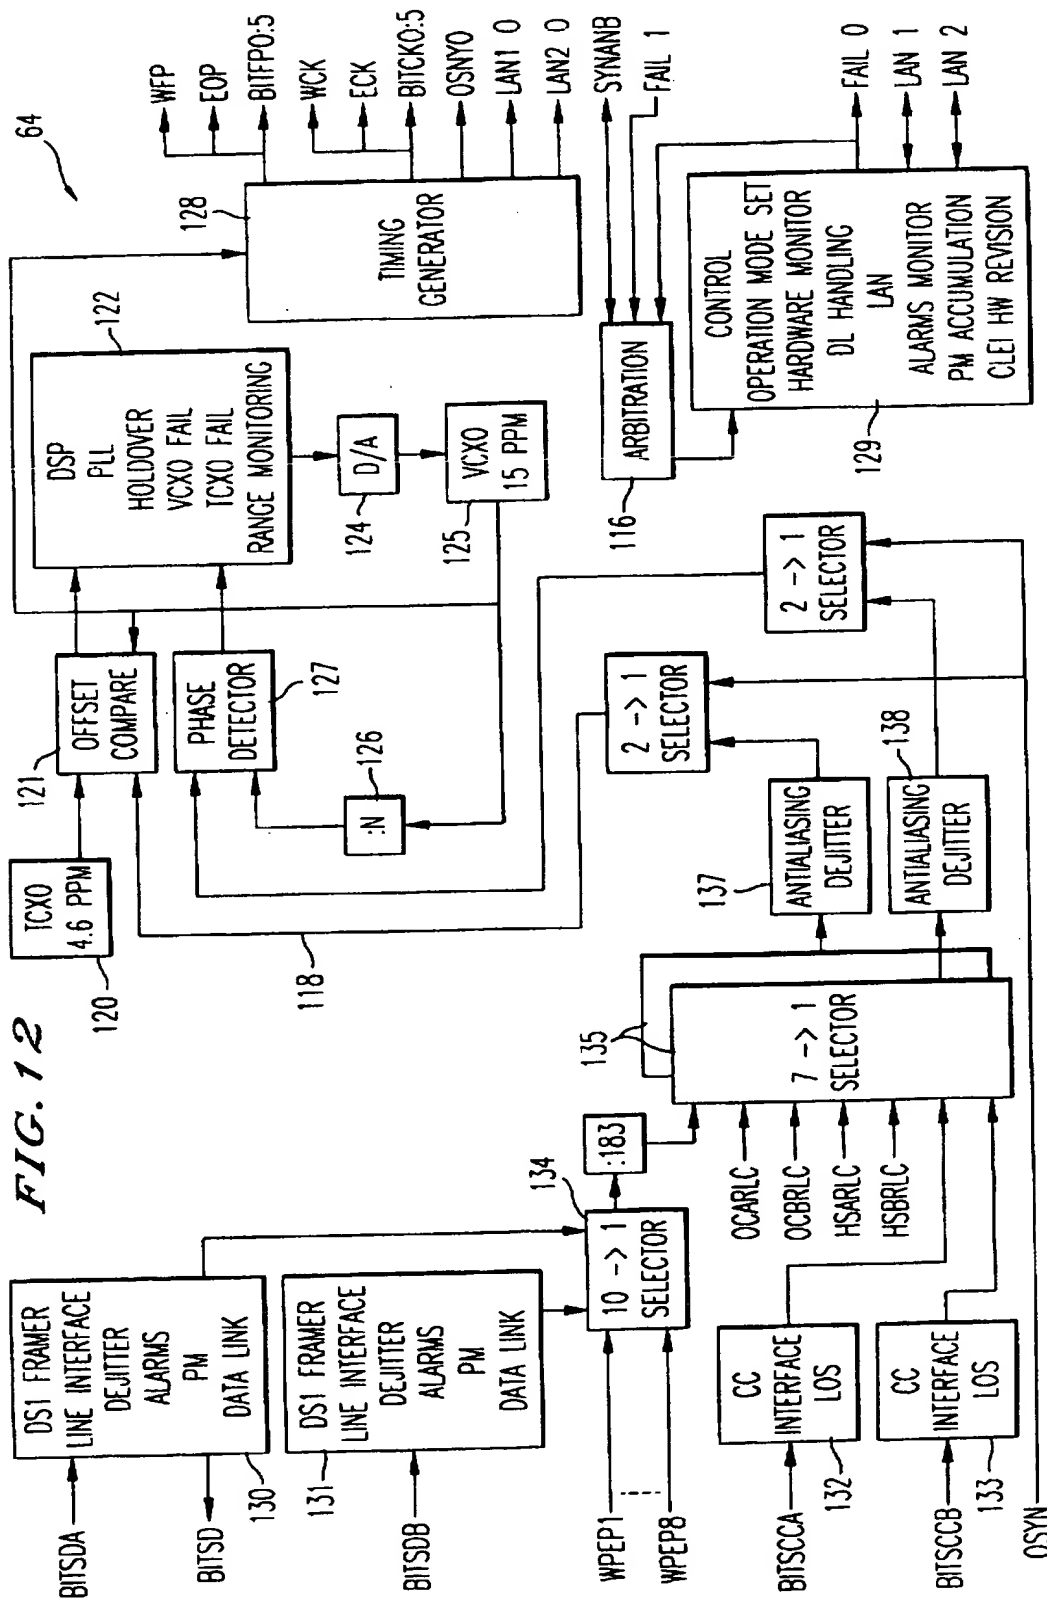 FIG. 12
64
TCXO
4.6 PPM
120
121
OFFSET
COMPARE
PHASE
DETECTOR
127
:N
126
118
DSP
PLL
HOLDOVER
VCXO FAIL
TCXO FAIL
RANGE MONITORING
122
D/A
124
VCXO
15 PPM
125
128
TIMING
GENERATOR
WFP
EOP
BITFP0:5
WCK
ECK
BITCK0:5
OSNYO
LAN1 0
LAN2 0
SYNANB
FAIL 1
ARBITRATION
116
FAIL 0
LAN 1
LAN 2
CONTROL
OPERATION MODE SET
HARDWARE MONITOR
DL HANDLING
LAN
ALARMS MONITOR
PM ACCUMULATION
CLEI HW REVISION
129
BITSDA
BITSD
DS1 FRAMER
LINE INTERFACE
DEJITTER
ALARMS
PM
DATA LINK
130
BITSDB
DS1 FRAMER
LINE INTERFACE
DEJITTER
ALARMS
PM
DATA LINK
131
WPEP1
WPEP8
10 -> 1
SELECTOR
134
:183
OCARLC
OCBRLC
HSARLC
HSBRLC
135
7 -> 1
SELECTOR
137
ANTIALIASING
DEJITTER
138
ANTIALIASING
DEJITTER
2 -> 1
SELECTOR
2 -> 1
SELECTOR
BITSCCA
CC
INTERFACE
LOS
132
BITSCCB
CC
INTERFACE
LOS
133
OSYN